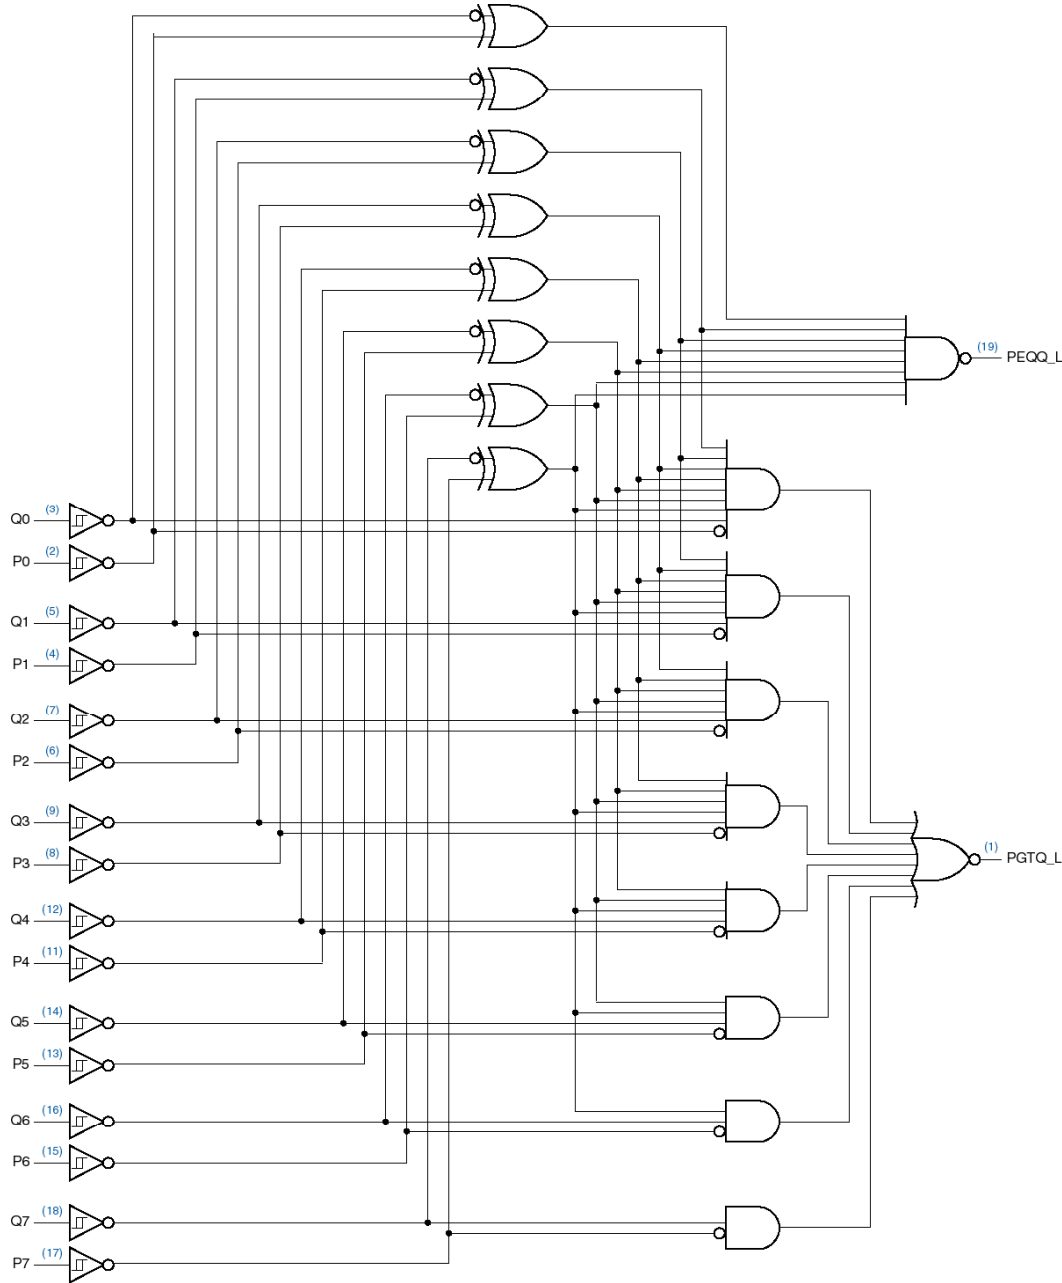 (19)
PEQQ_L
Q0 (3)
P0 (2)
Q1 (5)
P1 (4)
Q2 (7)
P2 (6)
Q3 (9)
P3 (8)
(1)
PGTQ_L
Q4 (12)
P4 (11)
Q5 (14)
P5 (13)
Q6 (16)
P6 (15)
Q7 (18)
P7 (17)